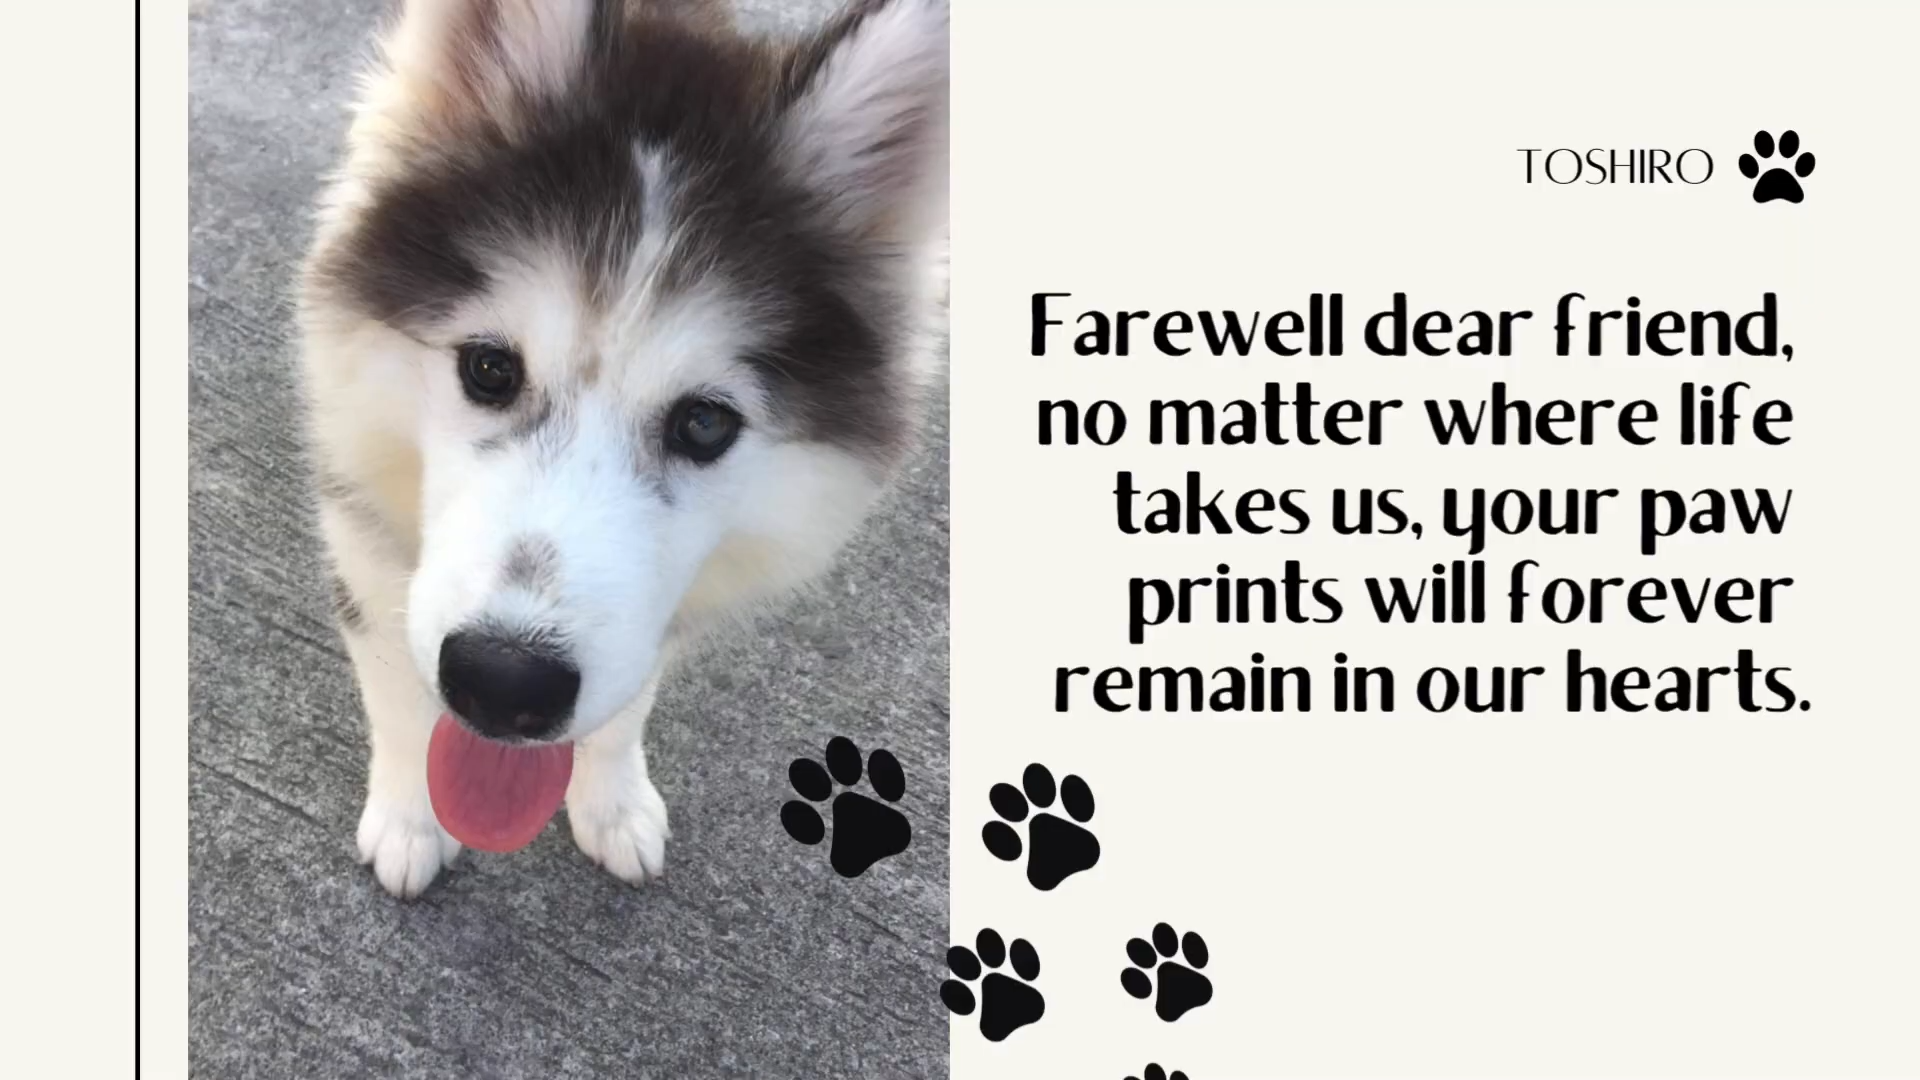 TOSHIRO
Farewell dear friend,
no matter where life
takes us, your paw
prints will forever
remain in our hearts.